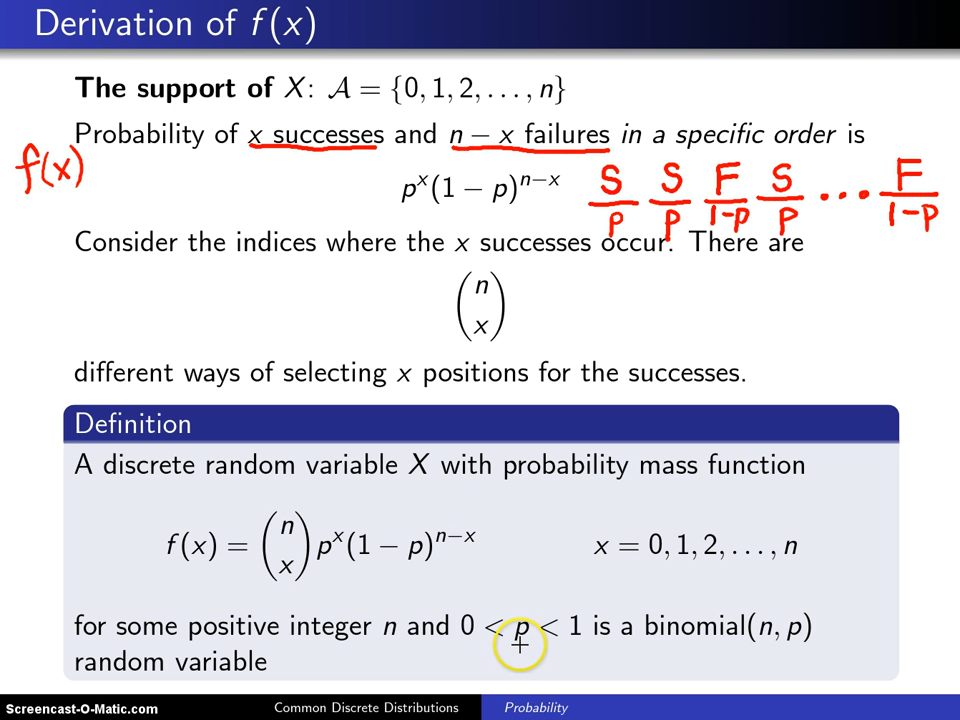 Derivation of f(x)
The support of X: 𝒜 = {0, 1, 2, . . . , n}
Probability of x successes and n − x failures in a specific order is
f(x)
p^x(1 − p)^{n−x}
S S F S ... F
p p 1-p p 1-p
Consider the indices where the x successes occur. There are
(n
x)
different ways of selecting x positions for the successes.
Definition
A discrete random variable X with probability mass function
f(x) = (n x) p^x(1 − p)^{n−x} x = 0, 1, 2, . . . , n
for some positive integer n and 0 < p < 1 is a binomial(n, p)
random variable
Screencast-O-Matic.com Common Discrete Distributions Probability